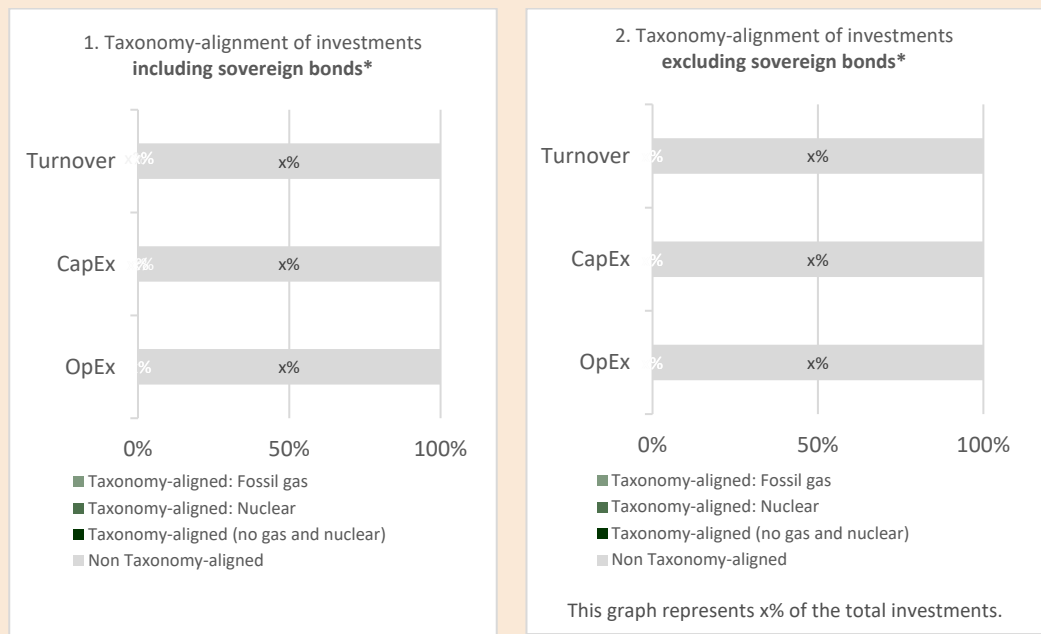 1. Taxonomy-alignment of investments
including sovereign bonds*
Turnover
x%
CapEx
x%
OpEx
%
x%
0%
50%
100%
Taxonomy-aligned: Fossil gas
Taxonomy-aligned: Nuclear
Taxonomy-aligned (no gas and nuclear)
Non Taxonomy-aligned
2. Taxonomy-alignment of investments
excluding sovereign bonds*
Turnover
%
x%
CapEx
%
x%
OpEx
%
x%
0%
50%
100%
Taxonomy-aligned: Fossil gas
Taxonomy-aligned: Nuclear
Taxonomy-aligned (no gas and nuclear)
Non Taxonomy-aligned
This graph represents x% of the total investments.